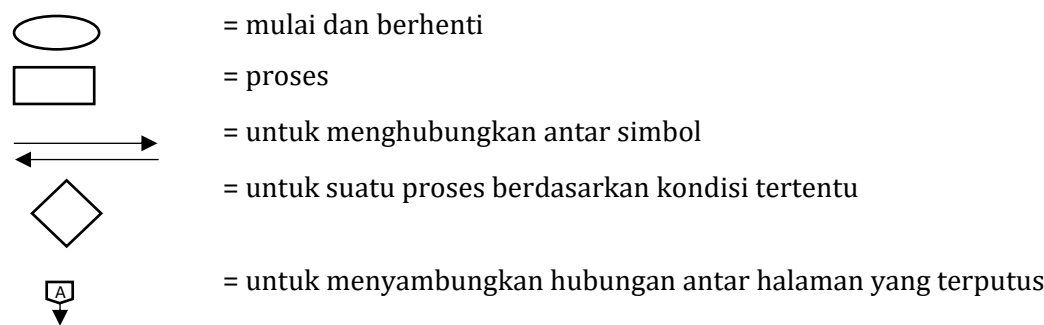 = mulai dan berhenti
= proses
= untuk menghubungkan antar simbol
= untuk suatu proses berdasarkan kondisi tertentu
A = untuk menyambungkan hubungan antar halaman yang terputus